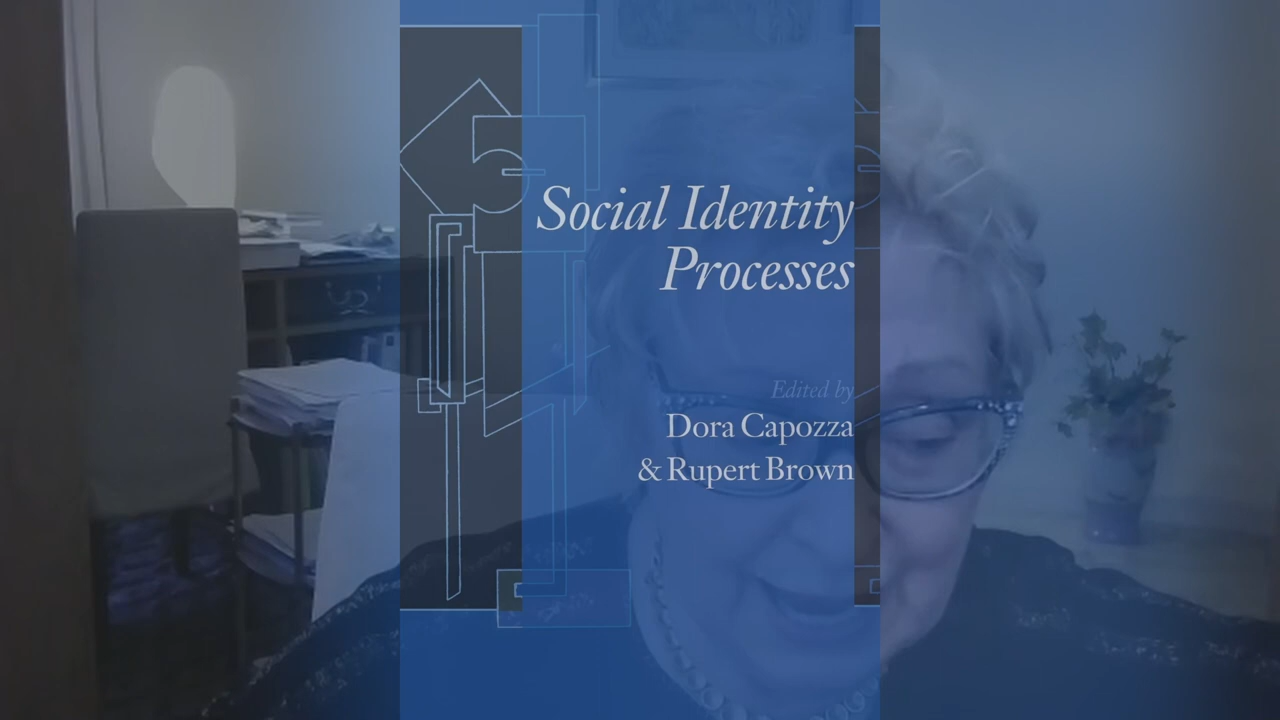 Social Identity
Processes
Edited by
Dora Capozza
& Rupert Brown